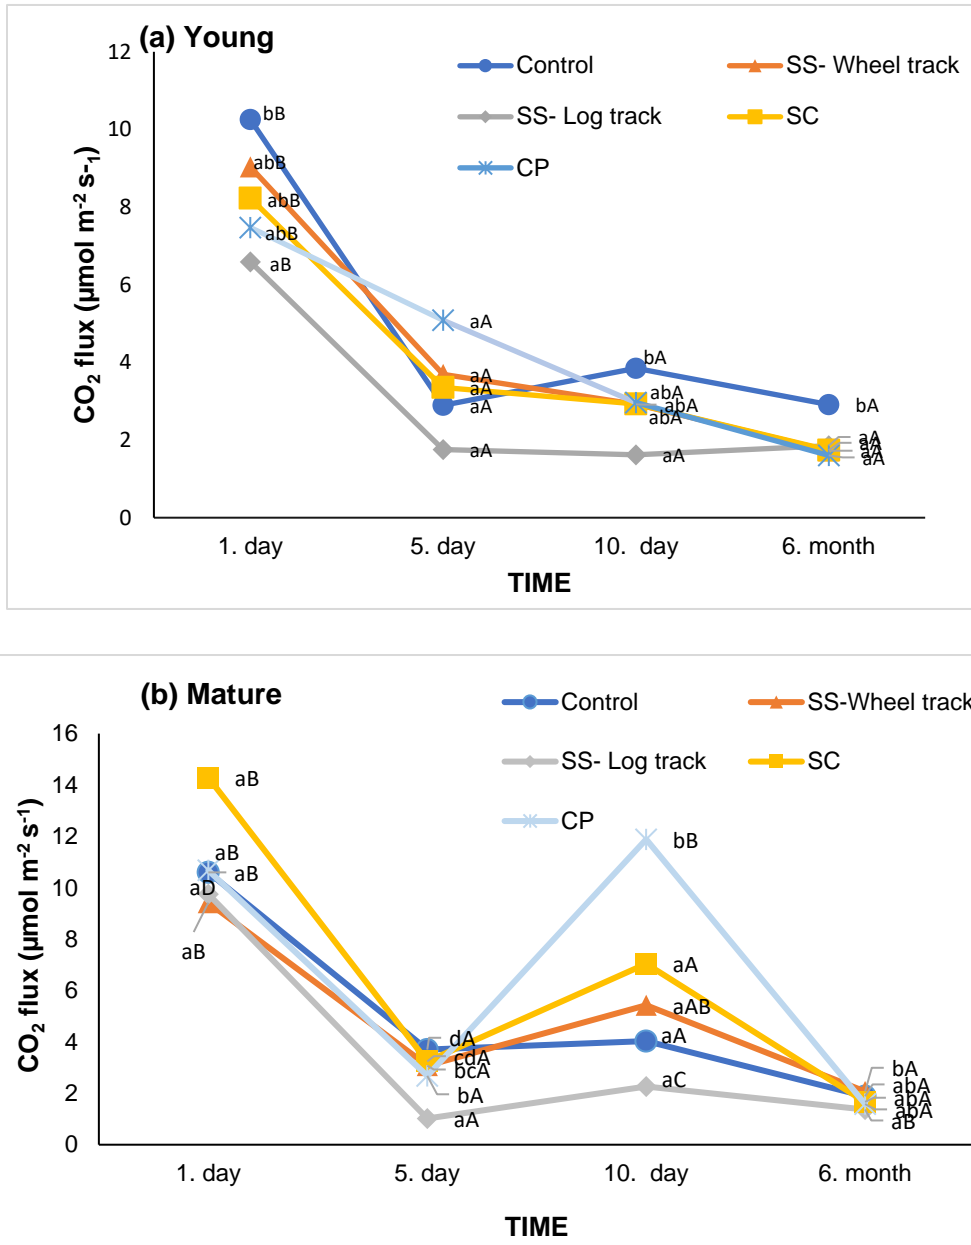 (a) Young
12
Control
SS- Wheel track
bB
SS- Log track
SC
10
abB
CP
8
abB
abB
aB
6
aA
4
bA
aA
aA
abA
abA
bA
aA
abA
2
aA
aA
aA
aA
aA
aA
0
CO2 flux (µmol m-2 s-1)
1. day
5. day
10. day
6. month
TIME
(b) Mature
Control
SS-Wheel track
16
SS- Log track
SC
14
aB
CP
12
aB
bB
aB
10
aD
aB
8
aA
6
aAB
dA
aA
4
cdA
bcA
bA
aC
bA
abA
2
abA
aA
abA
aB
0
CO2 flux (µmol m-2 s-1)
1. day
5. day
10. day
6. month
TIME